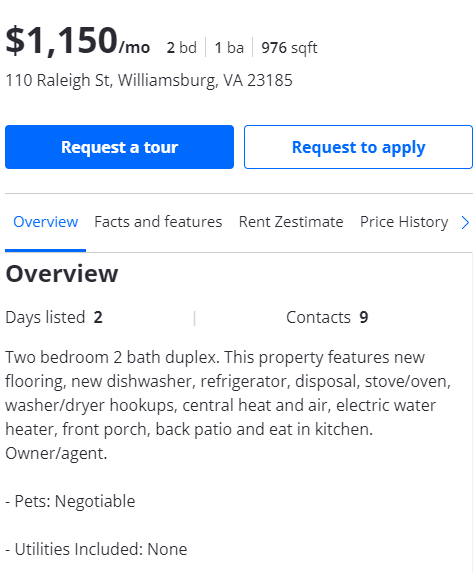 $1,150/mo 2 bd 1 ba 976 sqft
110 Raleigh St, Williamsburg, VA 23185
Request a tour Request to apply
Overview Facts and features Rent Zestimate Price History
Overview
Days listed 2 | Contacts 9
Two bedroom 2 bath duplex. This property features new
flooring, new dishwasher, refrigerator, disposal, stove/oven,
washer/dryer hookups, central heat and air, electric water
heater, front porch, back patio and eat in kitchen.
Owner/agent.
- Pets: Negotiable
- Utilities Included: None